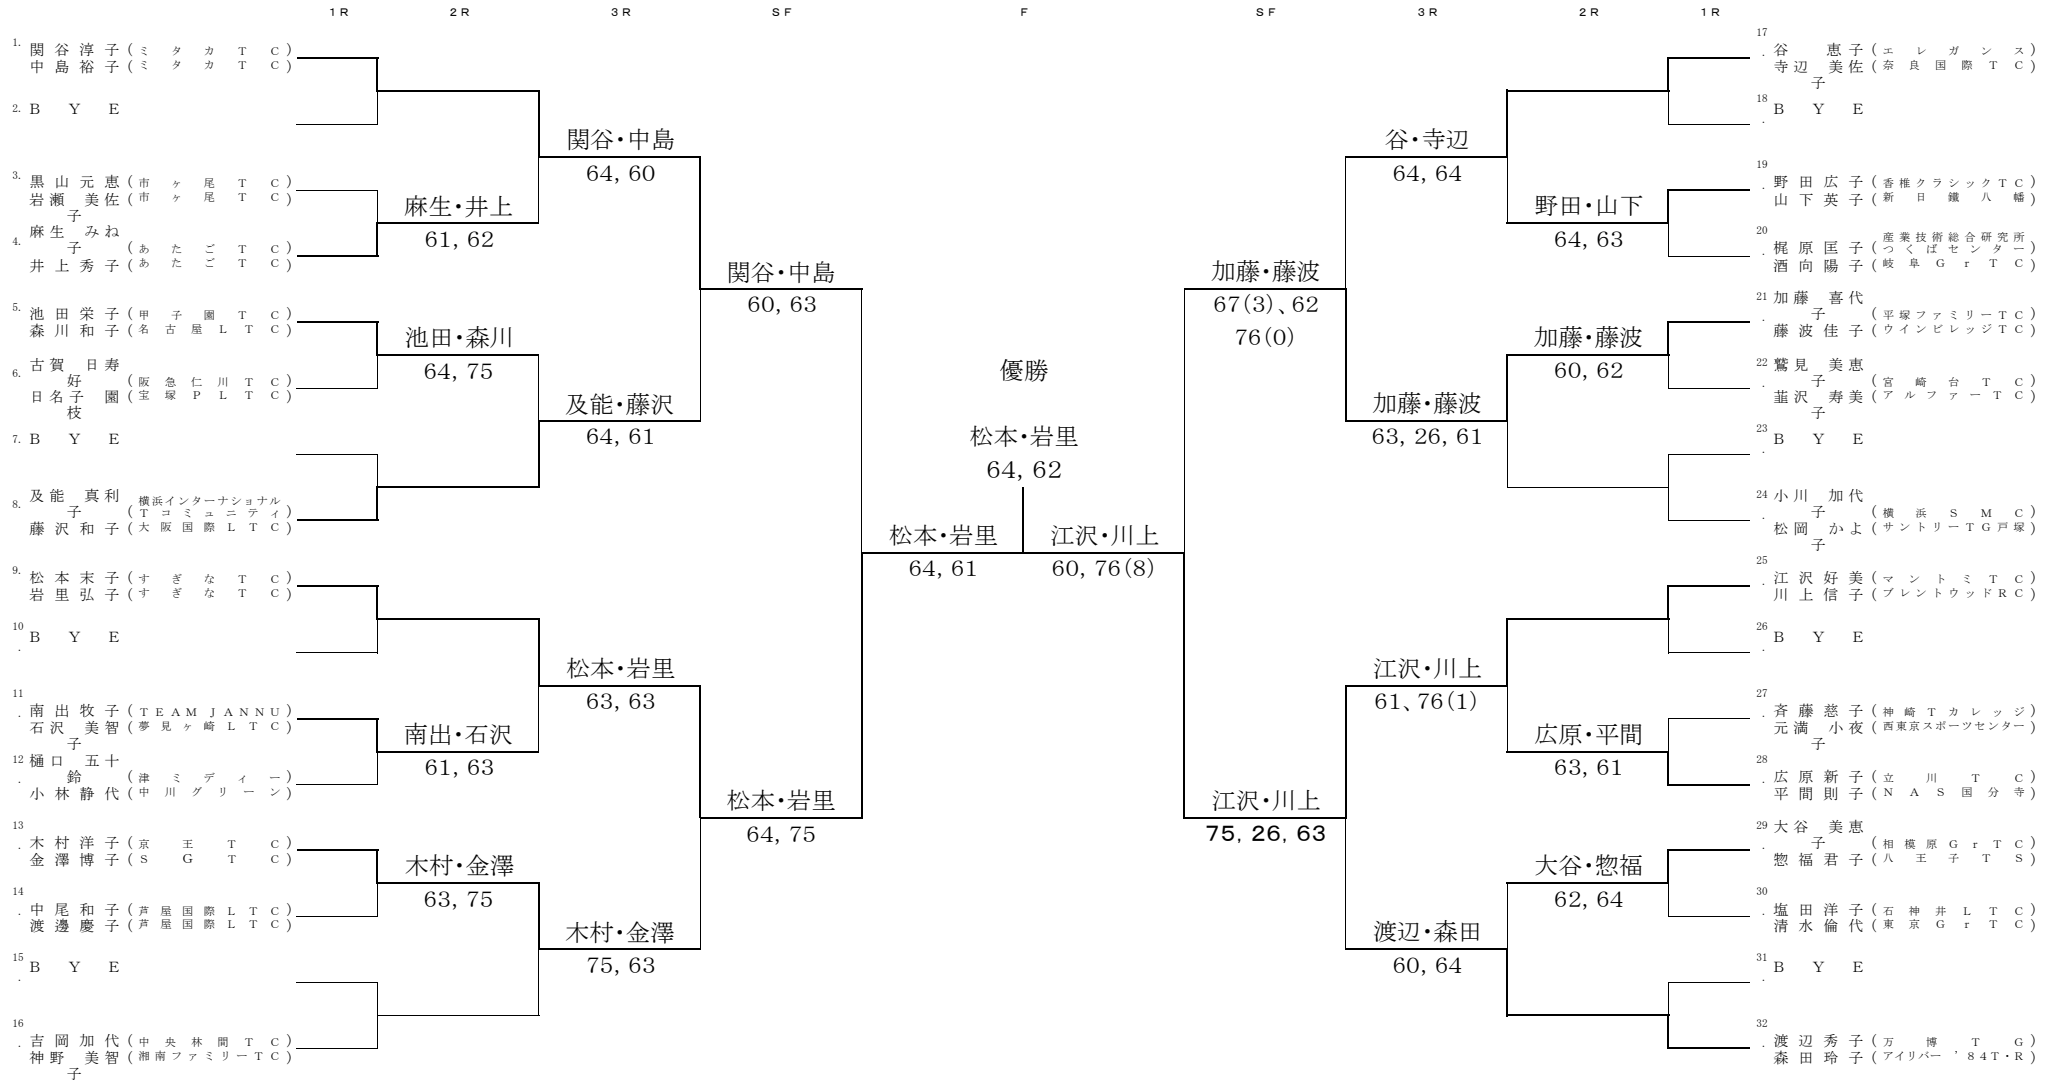 1R 2R 3R SF F SF 3R 2R 1R
1. 関谷淳子(ミタカTC)
中島裕子(ミタカTC)
2. BYE
3. 黒山元恵(市ヶ尾TC)
岩瀬 美佐子(市ヶ尾TC)
4. 麻生 みね子(あたごTC)
井上秀子(あたごTC)
5. 池田栄子(甲子園TC)
森川和子(名古屋LTC)
6. 古賀 日寿好(阪急仁川TC)
日名子 園枝(宝塚PLTC)
7. BYE
8. 及能 真利子(横浜インターナショナルTコミュニティ)
藤沢和子(大阪国際LTC)
9. 松本末子(すぎなTC)
岩里弘子(すぎなTC)
10. BYE
11. 南出牧子(TEAM JANNU)
石沢 美智子(夢見ヶ崎LTC)
12. 樋口 五十鈴(津ミディー)
小林静代(中川グリーン)
13. 木村洋子(京王TC)
金澤博子(SGTC)
14. 中尾和子(芦屋国際LTC)
渡邊慶子(芦屋国際LTC)
15. BYE
16. 吉岡加代(中央林間TC)
神野 美智子(湘南ファミリーTC)
麻生・井上
61, 62
池田・森川
64, 75
南出・石沢
61, 63
木村・金澤
63, 75
関谷・中島
64, 60
及能・藤沢
64, 61
松本・岩里
63, 63
木村・金澤
75, 63
関谷・中島
60, 63
松本・岩里
64, 75
松本・岩里
64, 61
優勝
松本・岩里
64, 62
江沢・川上
60, 76(8)
加藤・藤波
67(3)、62
76(0)
江沢・川上
75, 26, 63
谷・寺辺
64, 64
加藤・藤波
63, 26, 61
江沢・川上
61、76(1)
渡辺・森田
60, 64
野田・山下
64, 63
加藤・藤波
60, 62
広原・平間
63, 61
大谷・惣福
62, 64
17. 谷 恵子(エレガンス)
寺辺 美佐子(奈良国際TC)
18. BYE
19. 野田広子(香椎クラシックTC)
山下英子(新日鐵八幡)
20. 梶原匡子(産業技術総合研究所つくばセンター)
酒向陽子(岐阜GrTC)
21. 加藤 喜代子(平塚ファミリーTC)
藤波佳子(ウインビレッジTC)
22. 鷲見 美恵子(宮崎台TC)
韮沢 寿美子(アルファーTC)
23. BYE
24. 小川 加代子(横浜SMC)
松岡 かよ子(サントリーTG戸塚)
25. 江沢好美(マントミTC)
川上信子(ブレントウッドRC)
26. BYE
27. 斉藤慈子(神崎Tカレッジ)
元満 小夜子(西東京スポーツセンター)
28. 広原新子(立川TC)
平間則子(NAS国分寺)
29. 大谷 美恵子(相模原GrTC)
惣福君子(八王子TS)
30. 塩田洋子(石神井LTC)
清水倫代(東京GrTC)
31. BYE
32. 渡辺秀子(万博TG)
森田玲子(アイリバー'84T・R)